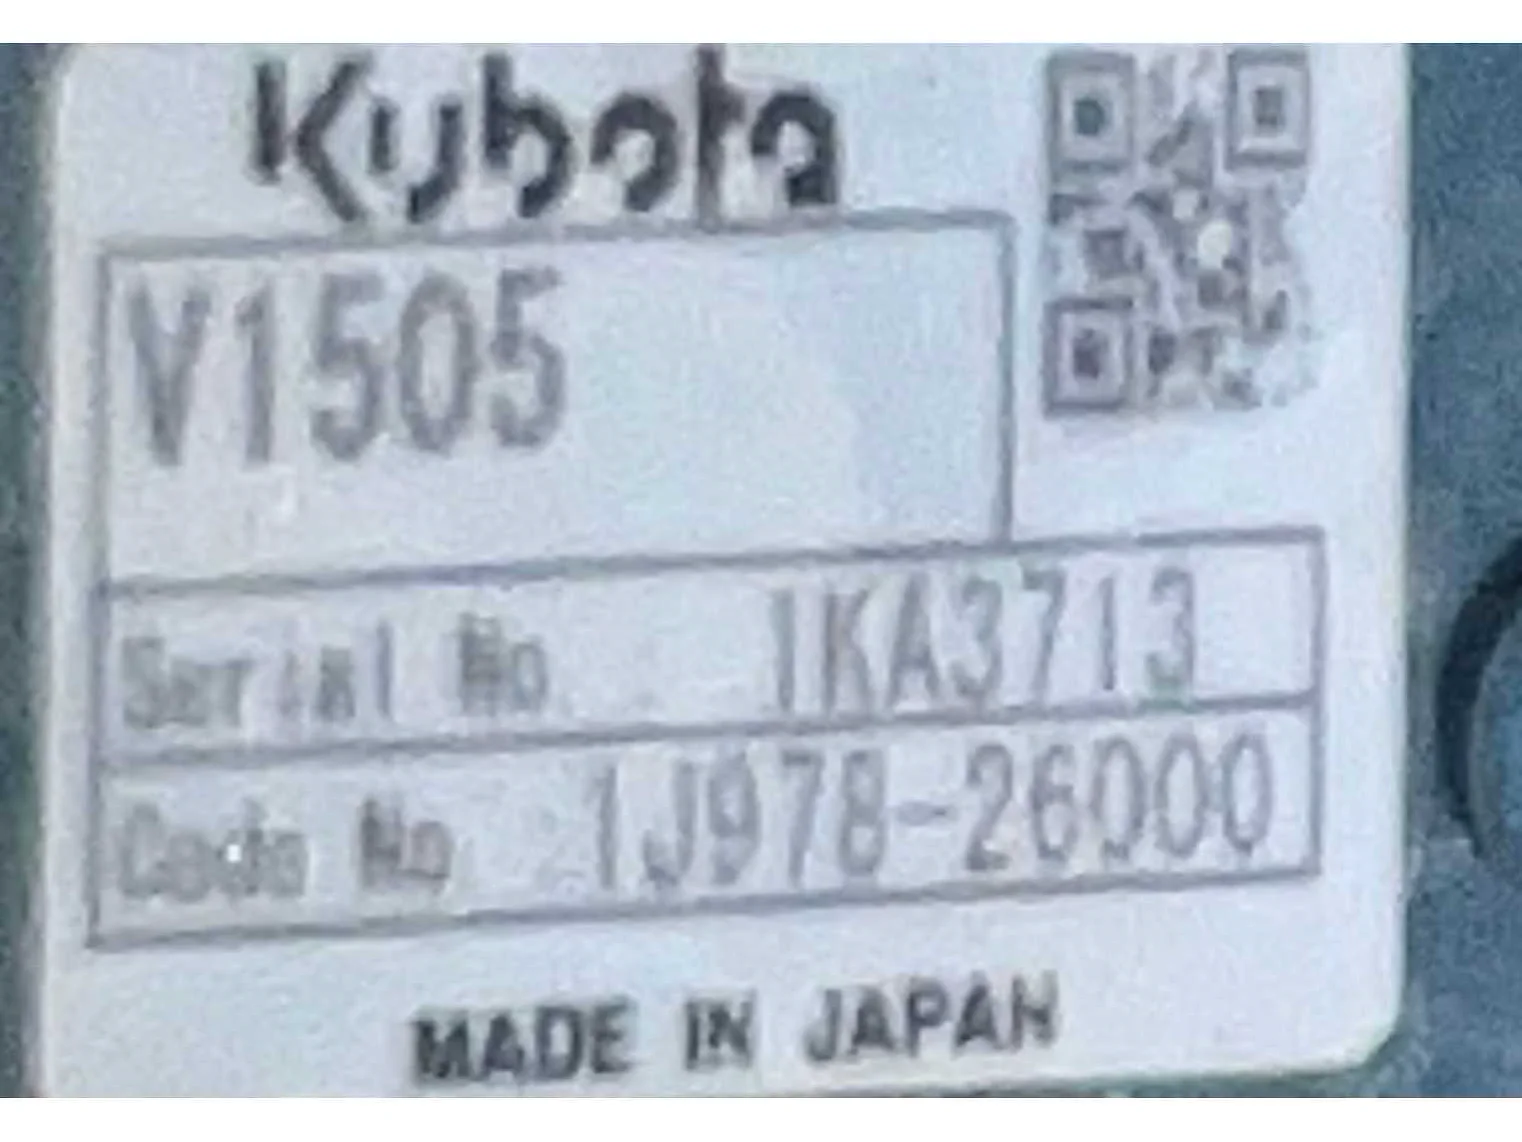 Kubota
V1505
Serial No 1KA3713
Code No 1J978-26000
MADE IN JAPAN